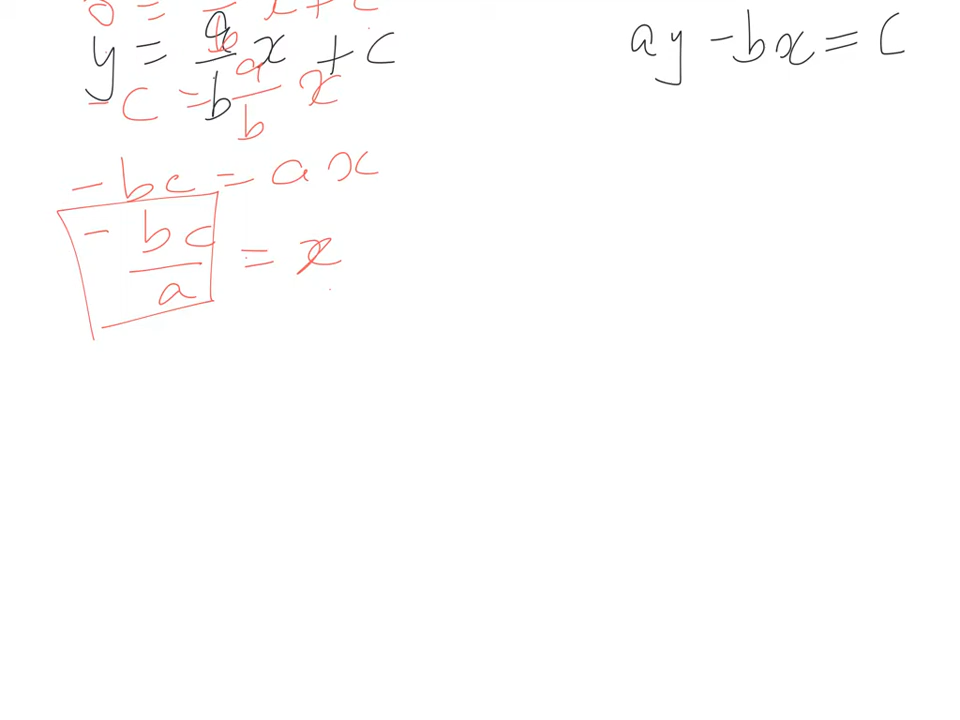 y = a/b x + c
- c = a/b x
- bc = ax
- bc/a = x
ay - bx = c